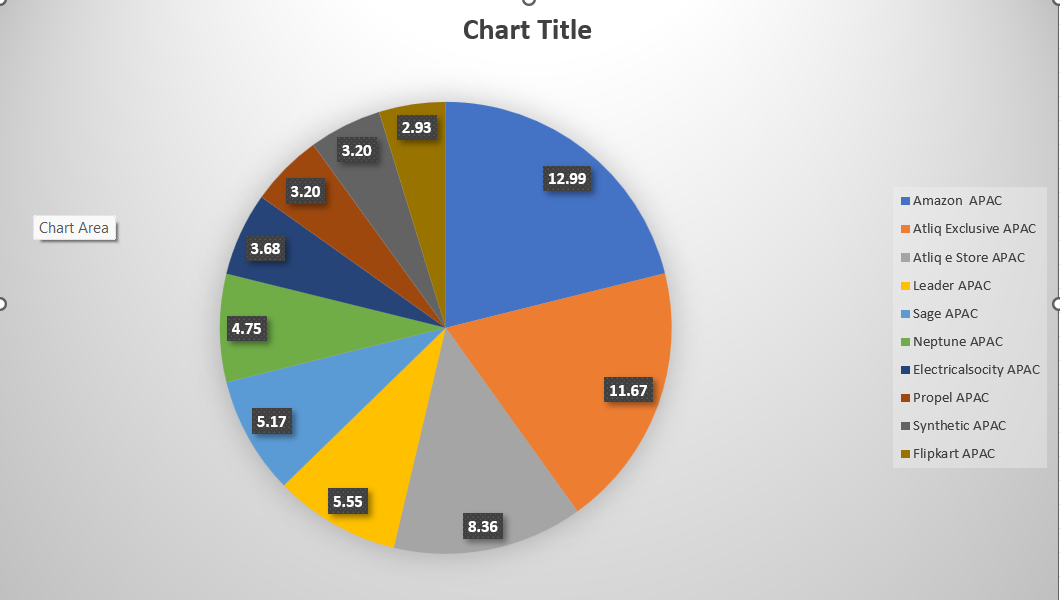 Chart Title
2.93
3.20
12.99
3.20
Chart Area
3.68
4.75
11.67
5.17
5.55
8.36
Amazon  APAC
Atliq Exclusive APAC
Atliq e Store APAC
Leader APAC
Sage APAC
Neptune APAC
Electricalsocity APAC
Propel APAC
Synthetic APAC
Flipkart APAC